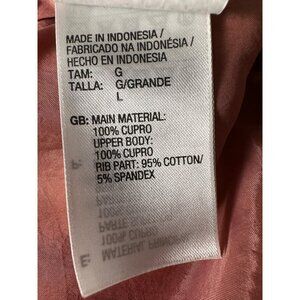 MADE IN INDONESIA /
FABRICADO NA INDONÉSIA /
HECHO EN INDONESIA
TAM: G
TALLA: G/GRANDE
L
GB: MAIN MATERIAL:
100% CUPRO
UPPER BODY:
100% CUPRO
RIB PART: 95% COTTON/
5% SPANDEX